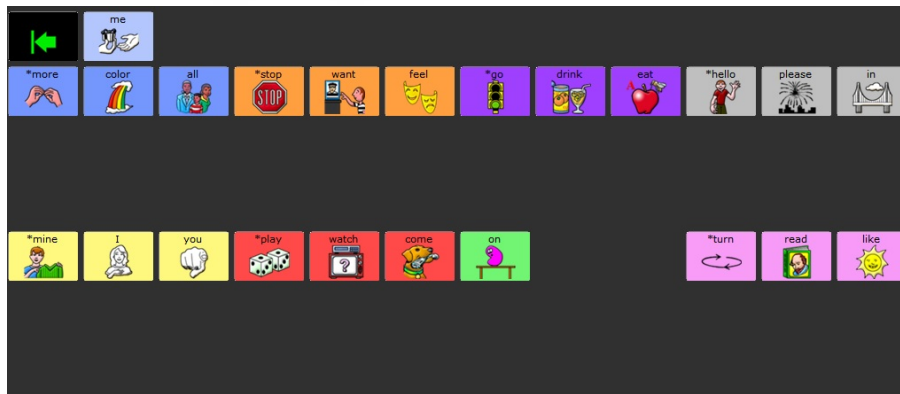 me
*more color all *stop want feel *go drink eat *hello please in
STOP
A
*mine I you *play watch come on *turn read like
?